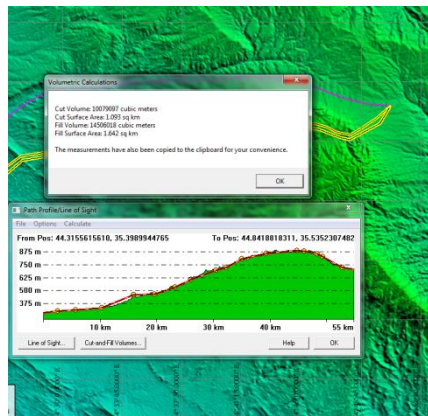 Volumetric Calculations
Cut Volume: 10079097 cubic meters
Cut Surface Area: 1.093 sq km
Fill Volume: 14506018 cubic meters
Fill Surface Area: 1.642 sq km
The measurements have also been copied to the clipboard for your convenience.
OK
Path Profile/Line of Sight
File Options Calculate
From Pos: 44.3155615610, 35.3989944765 To Pos: 44.8418818311, 35.5352307482
875 m
750 m
625 m
500 m
375 m
10 km 20 km 30 km 40 km 55 km
Line of Sight... Cut-and-Fill Volumes... Help OK